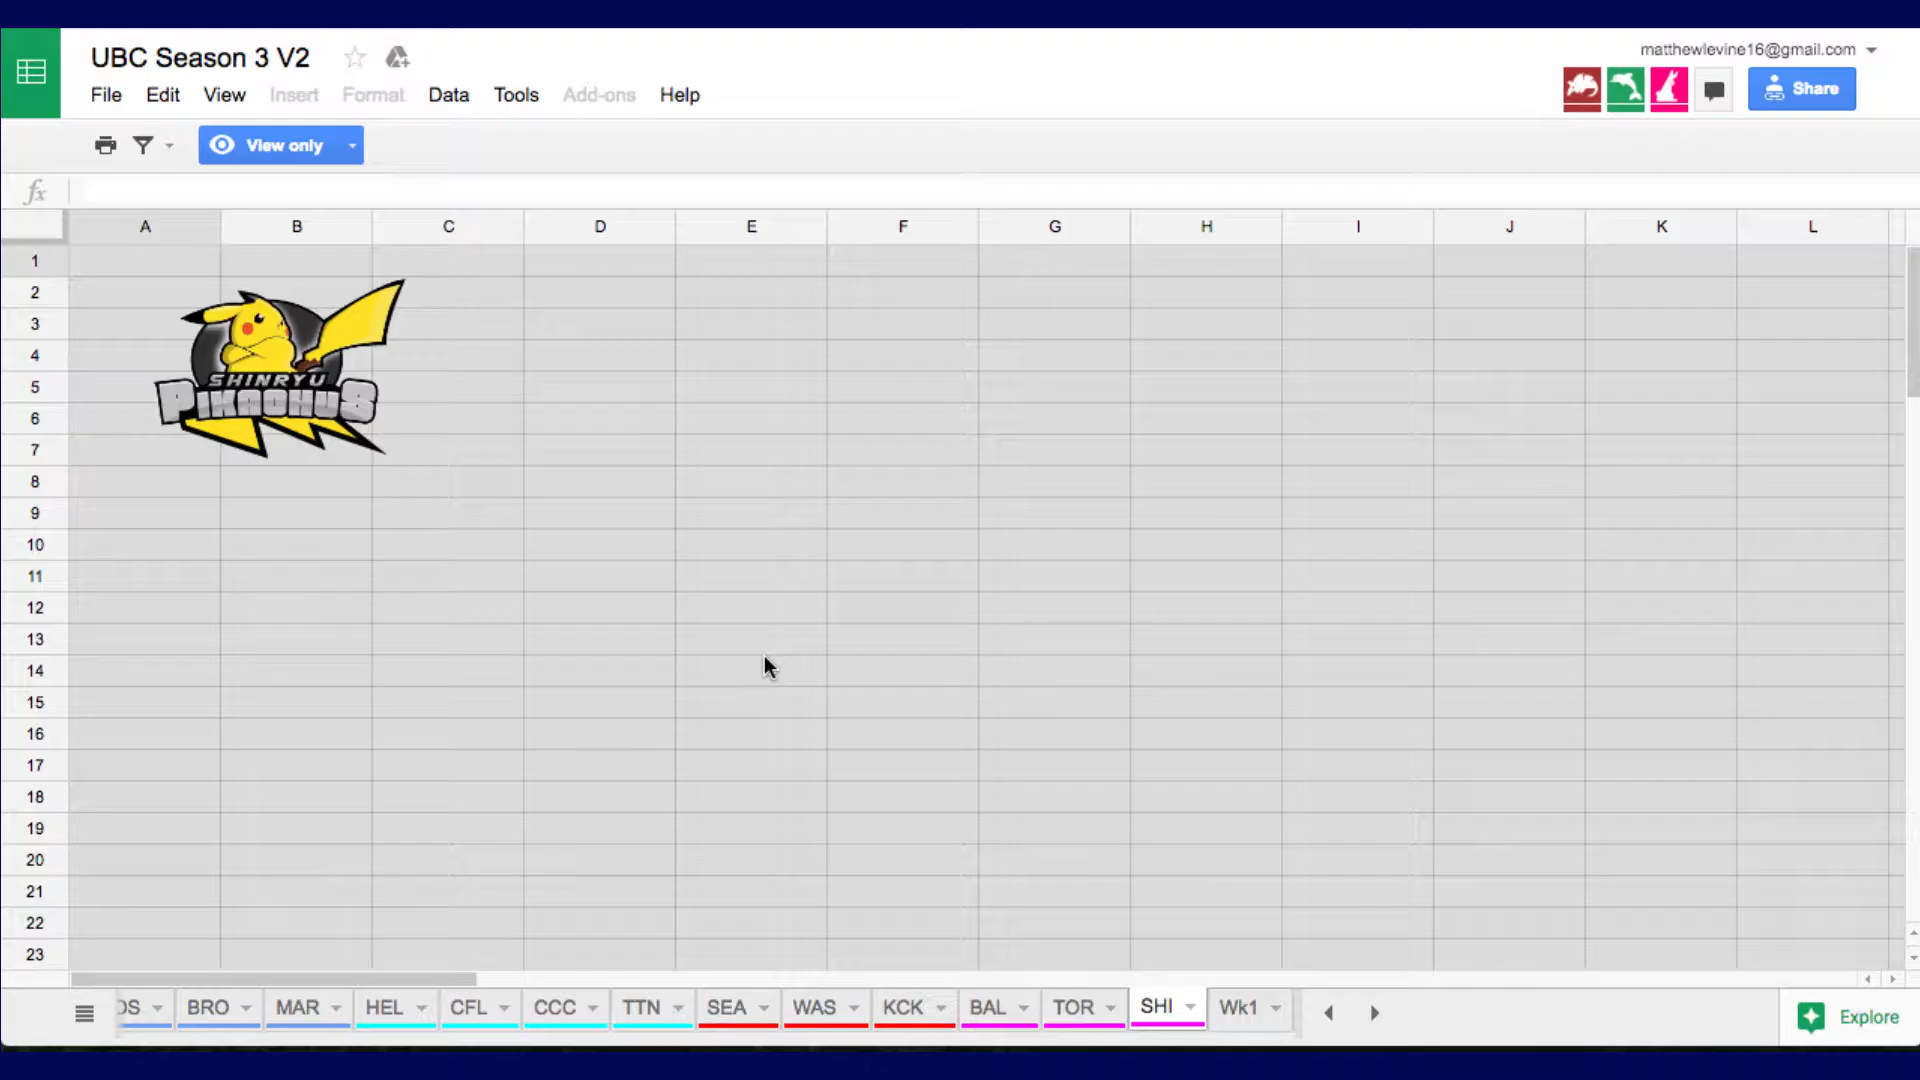 UBC Season 3 V2
matthewlevine16@gmail.com
File Edit View Insert Format Data Tools Add-ons Help
Share
View only
fx
A B C D E F G H I J K L
1
2
3
4
5
6
7
8
9
10
11
12
13
14
15
16
17
18
19
20
21
22
23
SHINRYU
PIKACHUS
OS BRO MAR HEL CFL CCC TTN SEA WAS KCK BAL TOR SHI Wk1
Explore